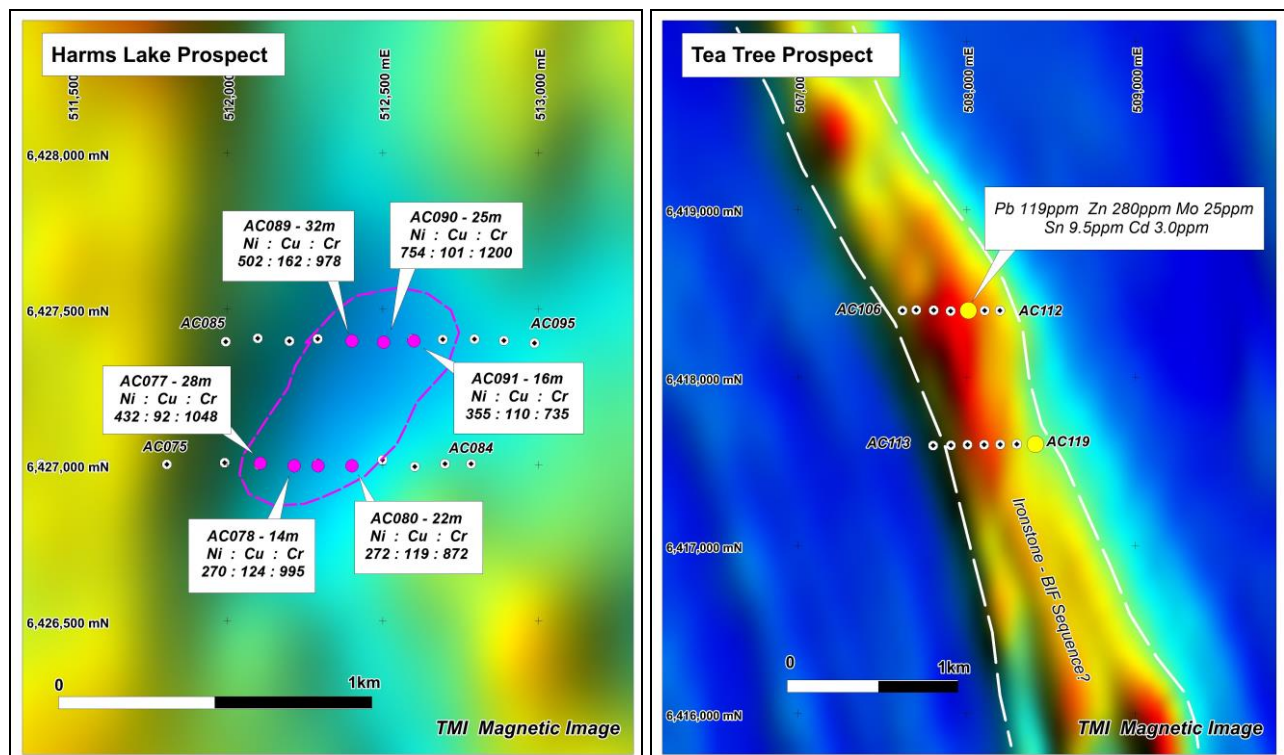 Harms Lake Prospect
511,500
512,000
512,500 mE
513,000
6,428,000 mN
AC089 - 32m
Ni : Cu : Cr
502 : 162 : 978
AC090 - 25m
Ni : Cu : Cr
754 : 101 : 1200
6,427,500 mN
AC085
AC095
AC077 - 28m
Ni : Cu : Cr
432 : 92 : 1048
AC091 - 16m
Ni : Cu : Cr
355 : 110 : 735
AC075
AC084
6,427,000 mN
AC078 - 14m
Ni : Cu : Cr
270 : 124 : 995
AC080 - 22m
Ni : Cu : Cr
272 : 119 : 872
6,426,500 mN
0
1km
TMI Magnetic Image
Tea Tree Prospect
507,000
508,000 mE
509,000
6,419,000 mN
Pb 119ppm Zn 280ppm Mo 25ppm
Sn 9.5ppm Cd 3.0ppm
AC106
AC112
6,418,000 mN
AC113
AC119
Ironstone - BIF Sequence?
6,417,000 mN
0
1km
6,416,000 mN
TMI Magnetic Image